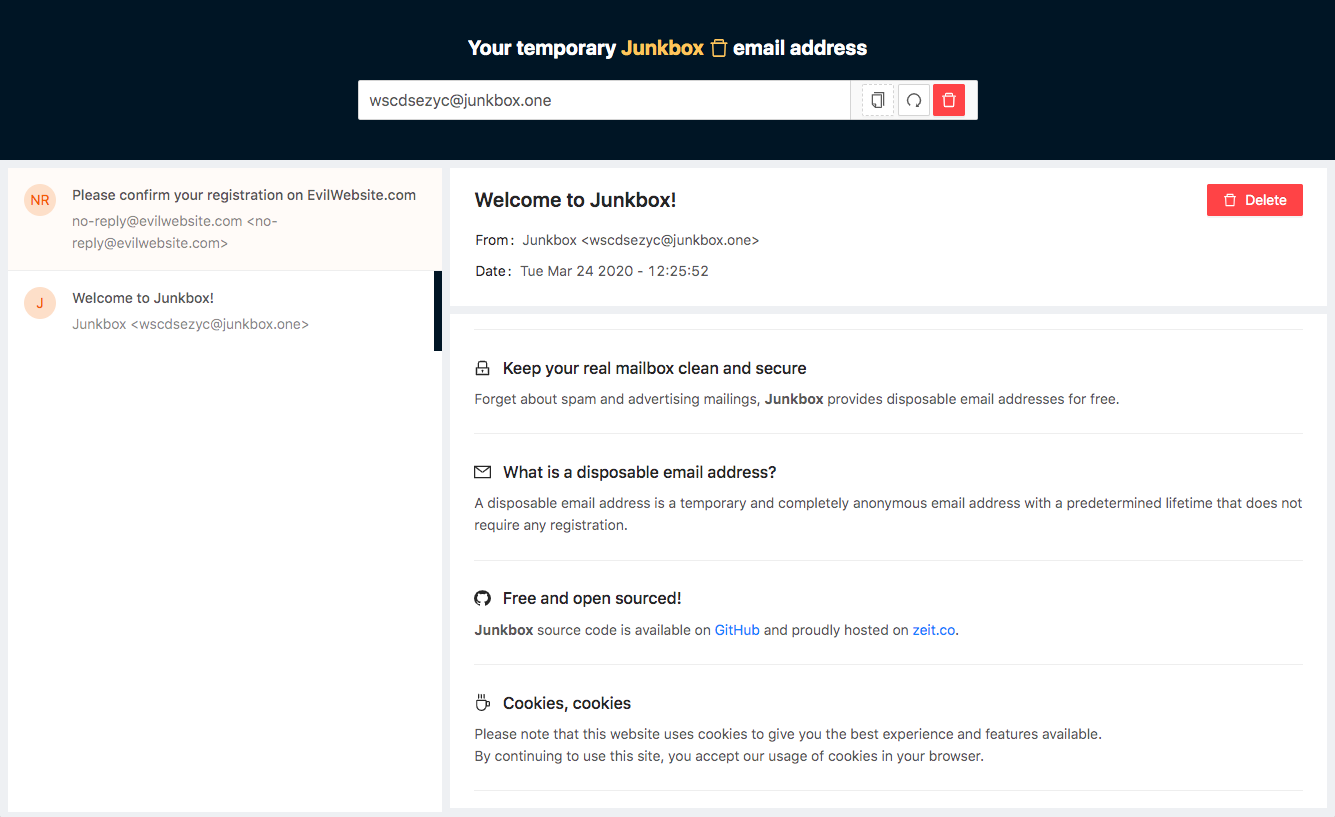 Your temporary Junkbox email address
wscdsezyc@junkbox.one
NR
Please confirm your registration on EvilWebsite.com
no-reply@evilwebsite.com <no-
reply@evilwebsite.com>
J
Welcome to Junkbox!
Junkbox <wscdsezyc@junkbox.one>
Welcome to Junkbox!
Delete
From: Junkbox <wscdsezyc@junkbox.one>
Date: Tue Mar 24 2020 - 12:25:52
Keep your real mailbox clean and secure
Forget about spam and advertising mailings, Junkbox provides disposable email addresses for free.
What is a disposable email address?
A disposable email address is a temporary and completely anonymous email address with a predetermined lifetime that does not
require any registration.
Free and open sourced!
Junkbox source code is available on GitHub and proudly hosted on zeit.co.
Cookies, cookies
Please note that this website uses cookies to give you the best experience and features available.
By continuing to use this site, you accept our usage of cookies in your browser.